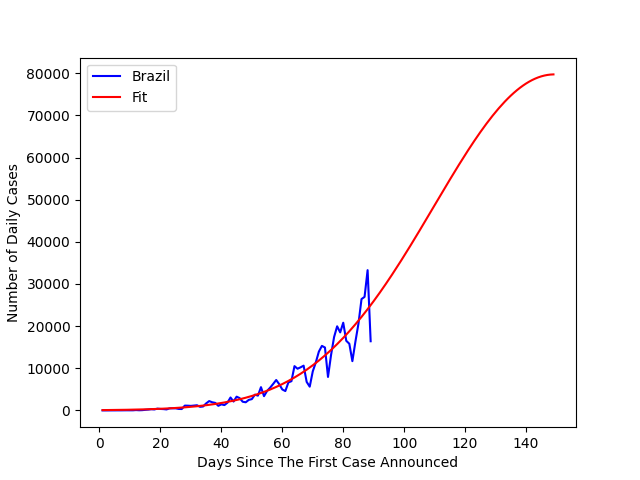 Brazil
Fit
80000
70000
60000
50000
40000
30000
20000
10000
0
Number of Daily Cases
0 20 40 60 80 100 120 140
Days Since The First Case Announced